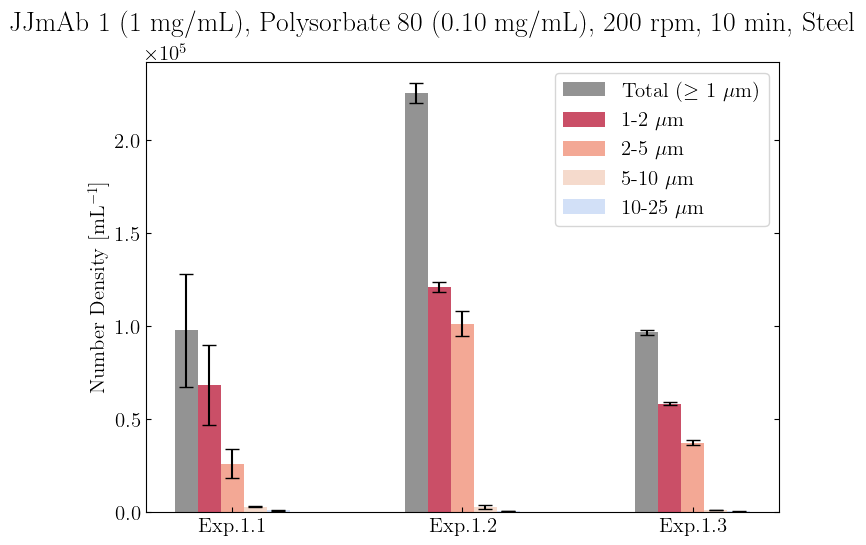 JJmAb 1 (1 mg/mL), Polysorbate 80 (0.10 mg/mL), 200 rpm, 10 min, Steel
×10⁵
Total (≥ 1 μm)
1-2 μm
2-5 μm
5-10 μm
10-25 μm
Number Density [mL⁻¹]
2.0
1.5
1.0
0.5
0.0
Exp.1.1 Exp.1.2 Exp.1.3